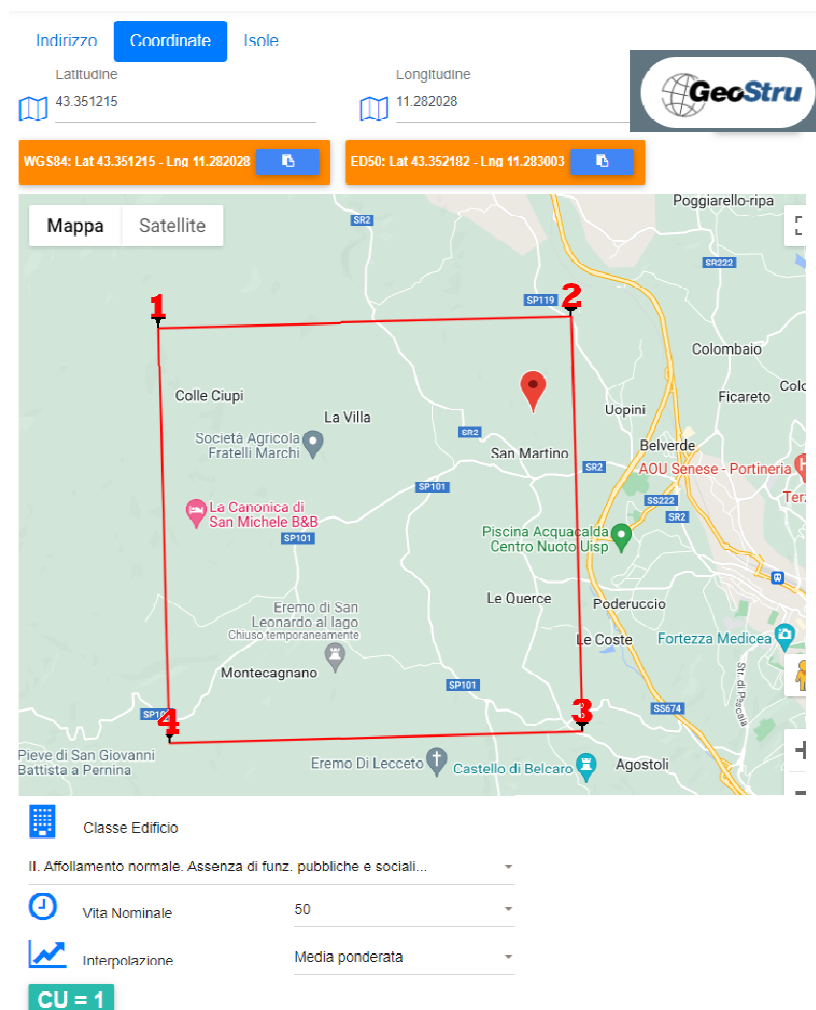 Indirizzo Coordinate Isole
Latitudine Longitudine
43.351215 11.282028
GeoStru
WGS84: Lat 43.351215 - Lng 11.282028 ED50: Lat 43.352182 - Lng 11.283003
Mappa Satellite
Poggiarello-ripa
SR2
SR222
SP119
1
2
Colombaio
Colle Ciupi
Ficareto
La Villa
Uopini
SR2
Società Agricola
Fratelli Marchi
Belverde
San Martino
SR2
AOU Senese - Portineria
SP101
SS222
SR2
La Canonica di
San Michele B&B
SP101
Piscina Acquacalda
Centro Nuoto Uisp
Le Querce
Poderuccio
Eremo di San
Leonardo al lago
Chiuso temporaneamente
Le Coste
Fortezza Medicea
Montecagnano
SP101
Str. di Pescaia
SS674
3
4
Pieve di San Giovanni
Battista a Pernina
Eremo Di Lecceto
Castello di Belcaro
Agostoli
Classe Edificio
II. Affollamento normale. Assenza di funz. pubbliche e sociali...
Vita Nominale 50
Interpolazione Media ponderata
CU = 1